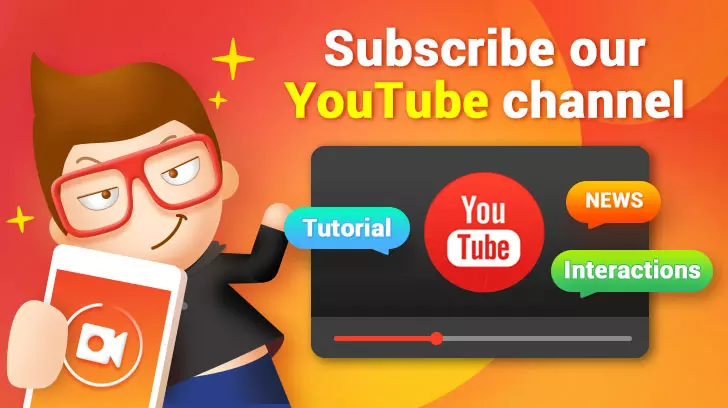 Subscribe our
YouTube channel
Tutorial
You
Tube
NEWS
Interactions